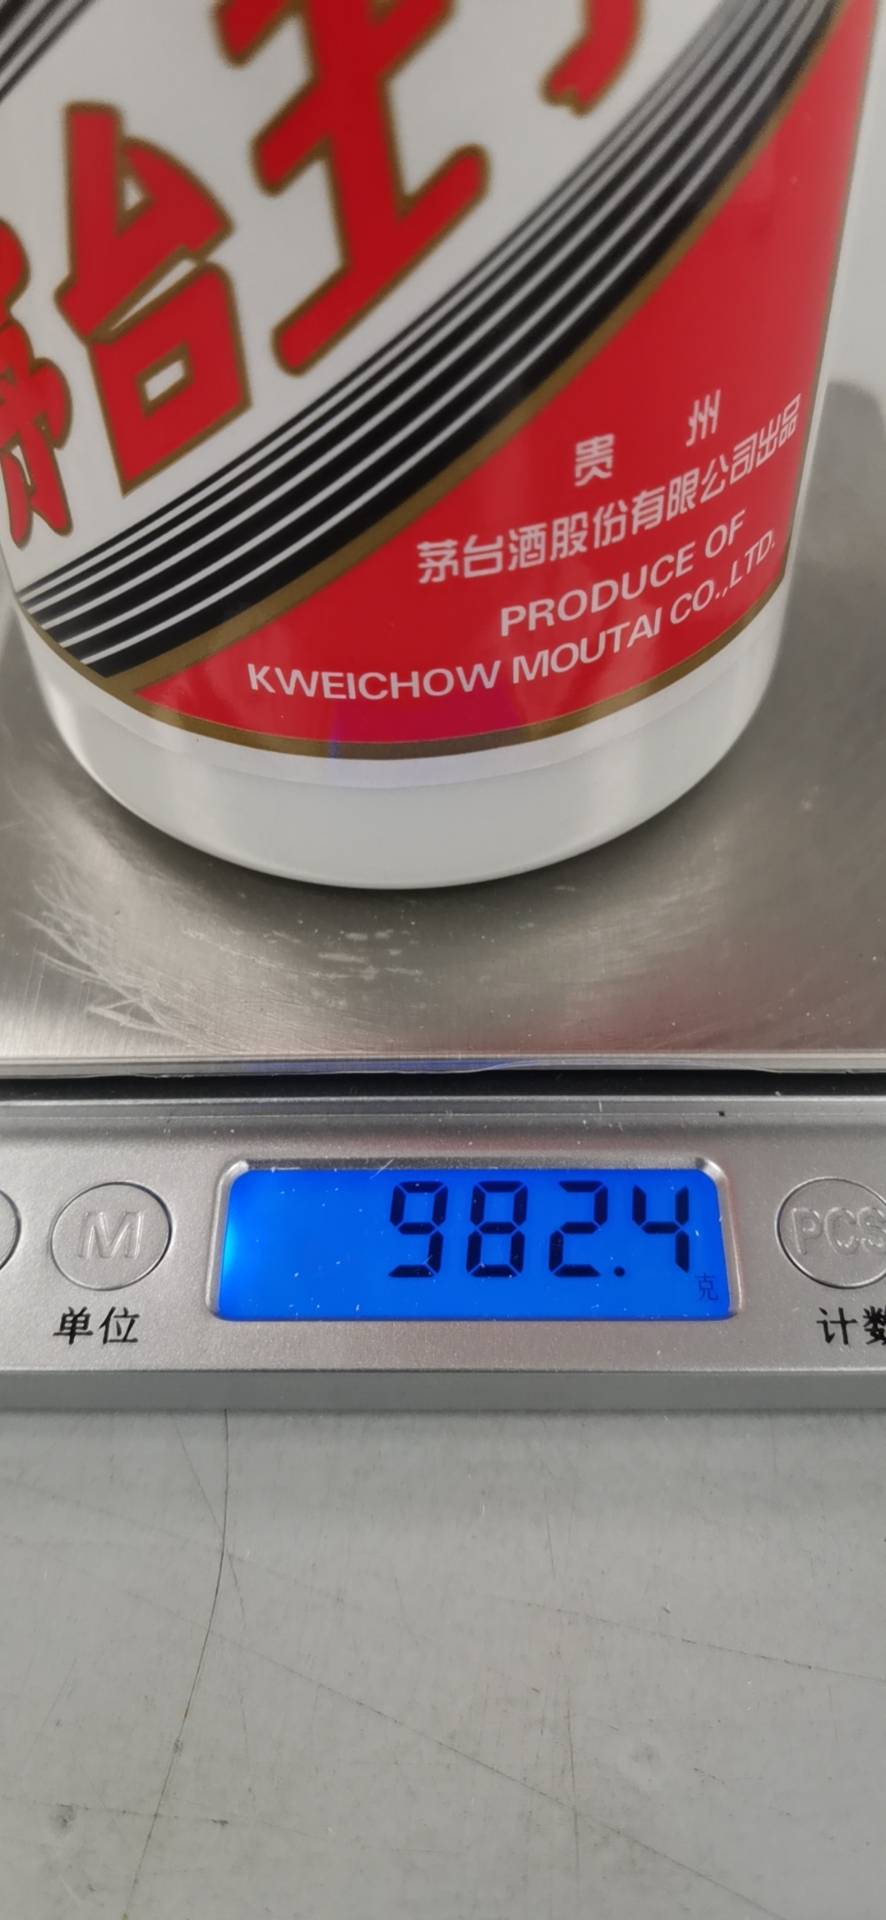 茅台王
贵 州
茅台酒股份有限公司出品
PRODUCE OF
KWEICHOW MOUTAI CO.,LTD.
M
982.4
克
PCS
单位
计数